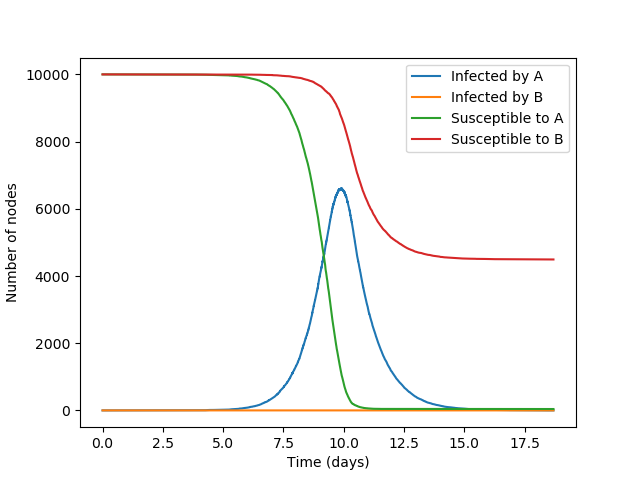 Infected by A
Infected by B
Susceptible to A
Susceptible to B
10000
8000
6000
4000
2000
0
Number of nodes
0.0 2.5 5.0 7.5 10.0 12.5 15.0 17.5
Time (days)